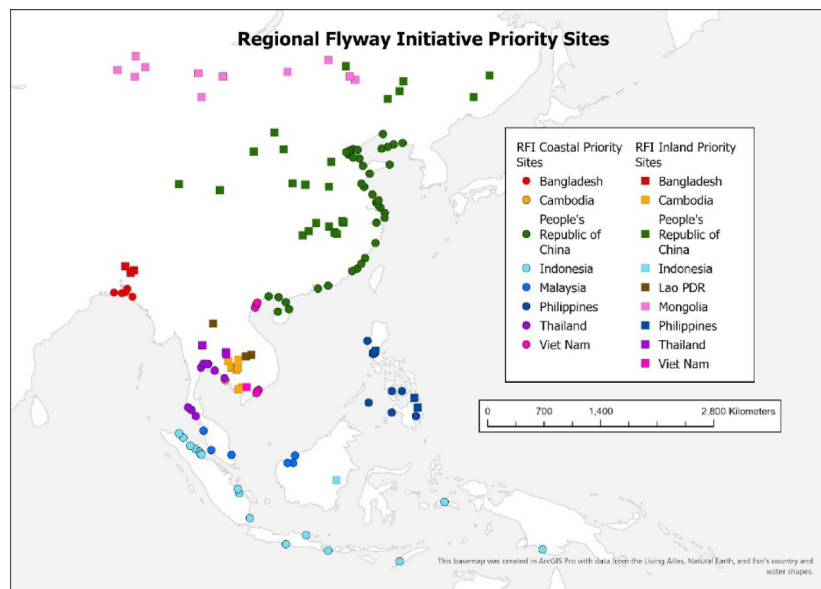 Regional Flyway Initiative Priority Sites
RFI Coastal Priority
Sites
Bangladesh
Cambodia
People's
Republic of
China
Indonesia
Malaysia
Philippines
Thailand
Viet Nam
RFI Inland Priority
Sites
Bangladesh
Cambodia
People's
Republic of
China
Indonesia
Lao PDR
Mongolia
Philippines
Thailand
Viet Nam
0 700 1,400 2,800 Kilometers
This basemap was created in ArcGIS Pro with data from the Living Atlas, Natural Earth, and Esri's country and
water shapes.